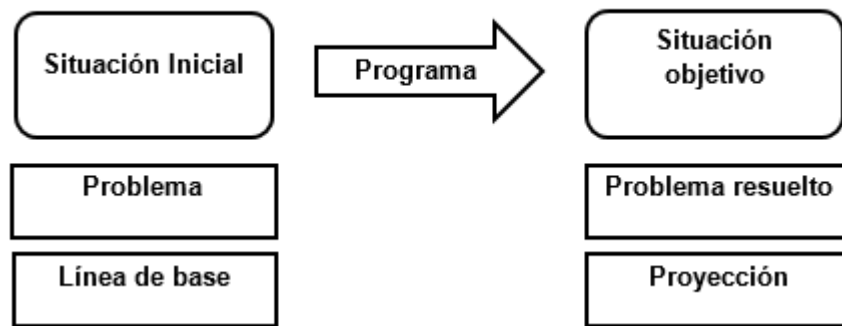 Situación Inicial
Programa
Situación
objetivo
Problema
Problema resuelto
Línea de base
Proyección